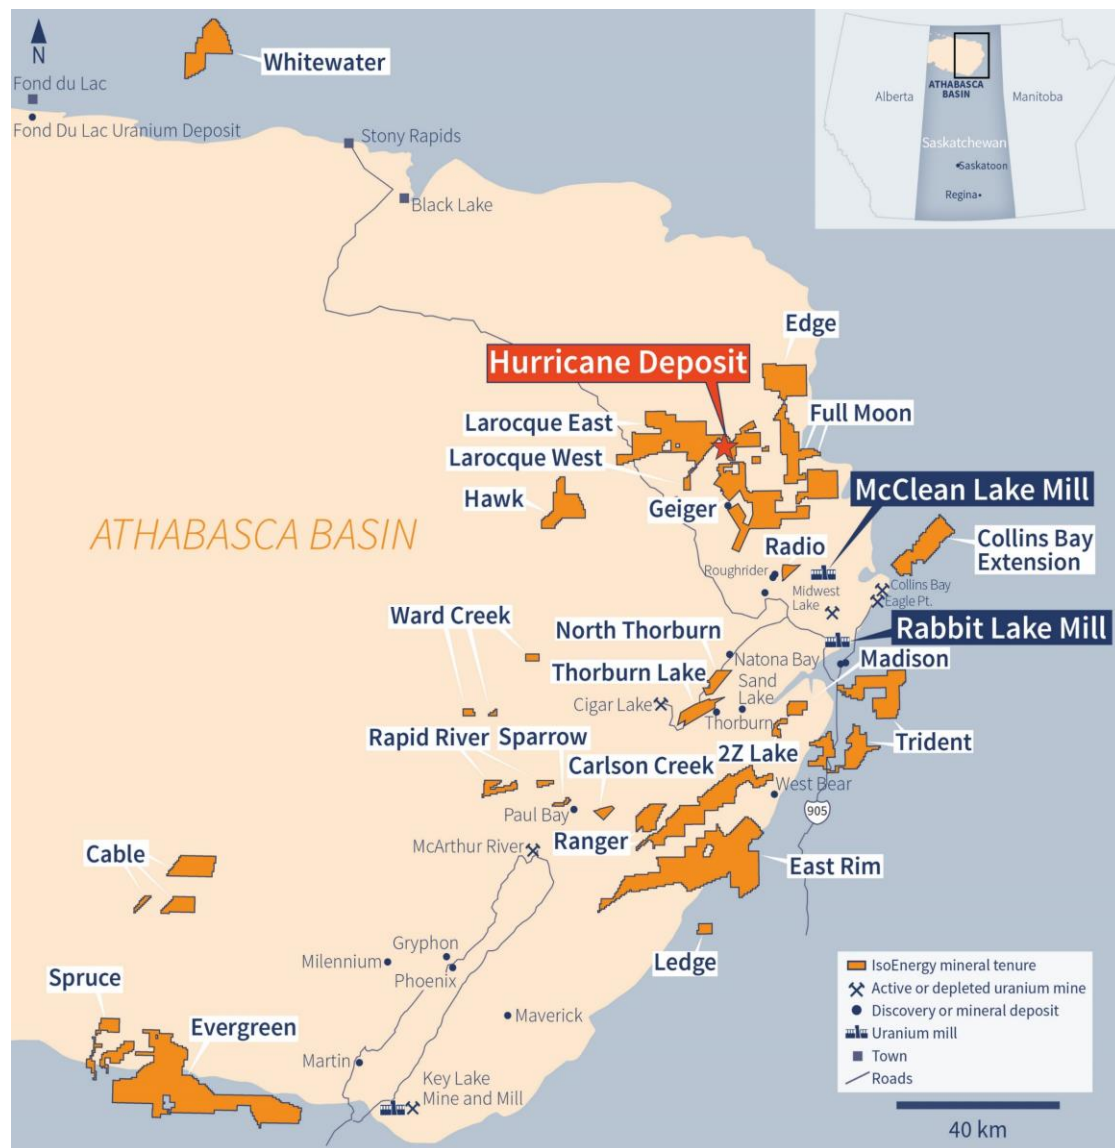 N
Whitewater
Fond du Lac
Fond Du Lac Uranium Deposit
Stony Rapids
Black Lake
Alberta
ATHABASCA
BASIN
Manitoba
Saskatchewan
Saskatoon
Regina
Edge
Hurricane Deposit
Larocque East
Full Moon
Larocque West
Hawk
Geiger
McClean Lake Mill
ATHABASCA BASIN
Collins Bay
Extension
Radio
Roughrider
Midwest
Lake
Collins Bay
Eagle Pt.
Ward Creek
North Thorburn
Rabbit Lake Mill
Natona Bay
Madison
Thorburn Lake
Sand
Lake
Cigar Lake
Thorburn
Rapid River
Sparrow
Trident
2Z Lake
Carlson Creek
West Bear
Paul Bay
905
Ranger
McArthur River
Cable
East Rim
Gryphon
Milennium
Phoenix
Ledge
Spruce
Evergreen
Maverick
Martin
Key Lake
Mine and Mill
IsoEnergy mineral tenure
Active or depleted uranium mine
Discovery or mineral deposit
Uranium mill
Town
Roads
40 km